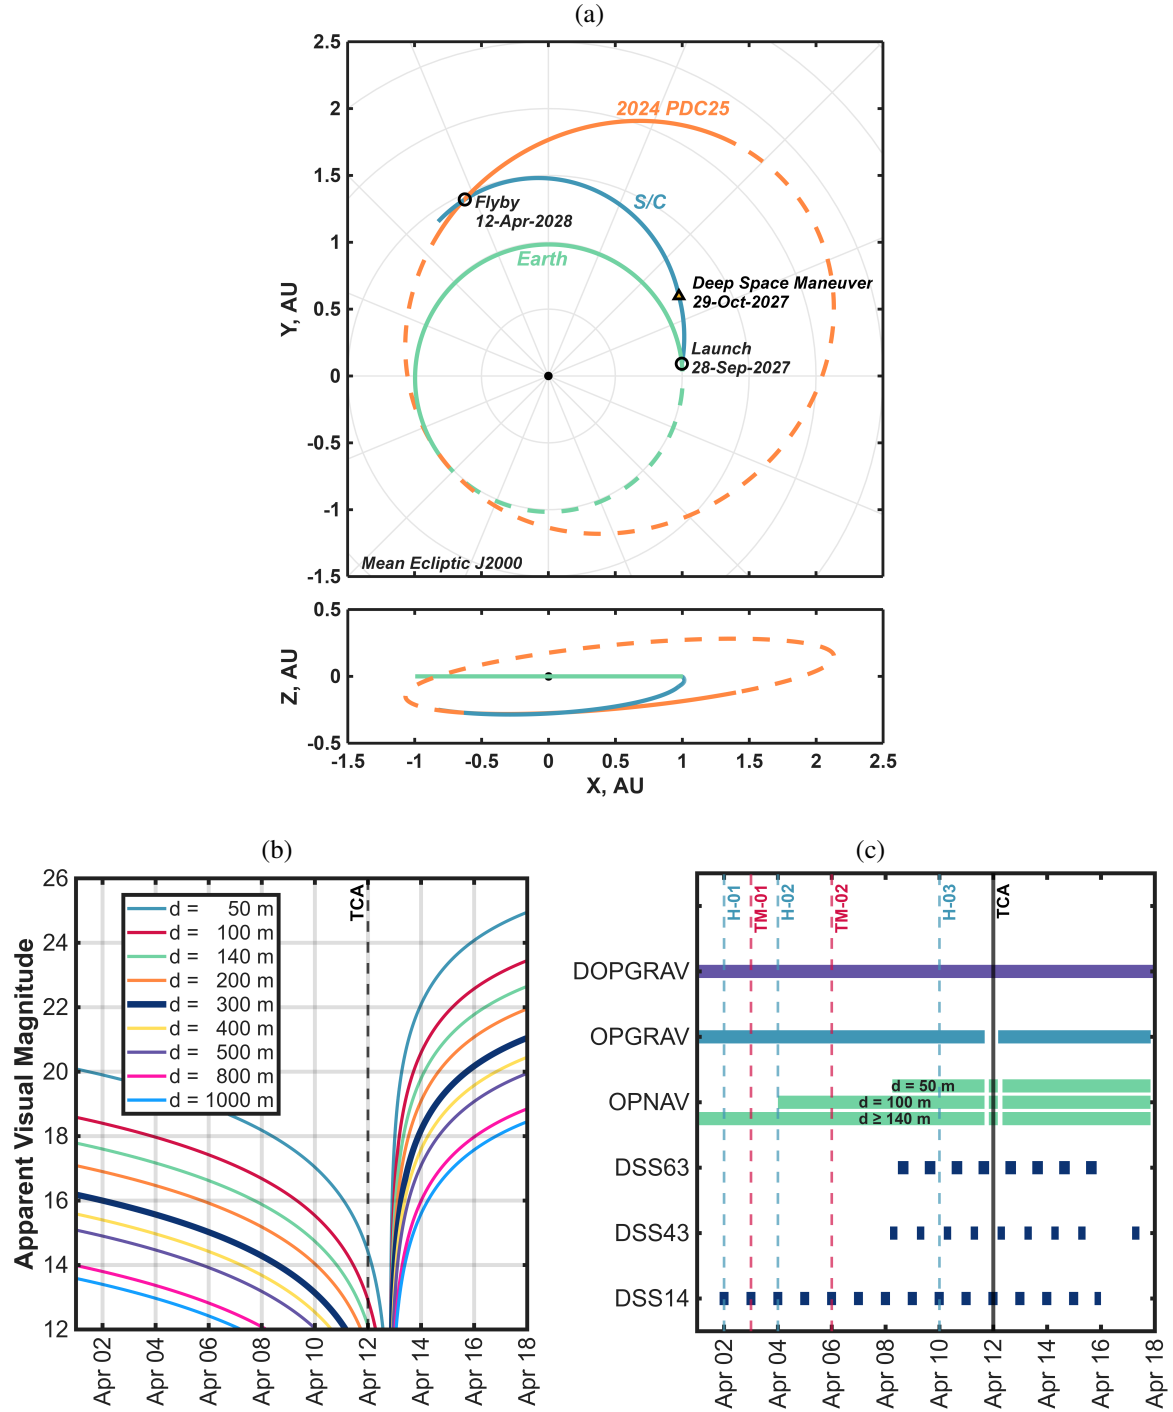 (a)
2.5
2
1.5
1
0.5
0
-0.5
-1
-1.5
Y, AU
2024 PDC25
S/C
Flyby
12-Apr-2028
Earth
Deep Space Maneuver
29-Oct-2027
Launch
28-Sep-2027
Mean Ecliptic J2000
0.5
0
-0.5
Z, AU
-1.5
-1
-0.5
0
0.5
1
1.5
2
2.5
X, AU
(b)
26
24
22
20
18
16
14
12
Apparent Visual Magnitude
d = 50 m
d = 100 m
d = 140 m
d = 200 m
d = 300 m
d = 400 m
d = 500 m
d = 800 m
d = 1000 m
TCA
Apr 02
Apr 04
Apr 06
Apr 08
Apr 10
Apr 12
Apr 14
Apr 16
Apr 18
(c)
H-01
TM-01
H-02
TM-02
H-03
TCA
DOPGRAV
OPGRAV
OPNAV
d = 50 m
d = 100 m
d ≥ 140 m
DSS63
DSS43
DSS14
Apr 02
Apr 04
Apr 06
Apr 08
Apr 10
Apr 12
Apr 14
Apr 16
Apr 18